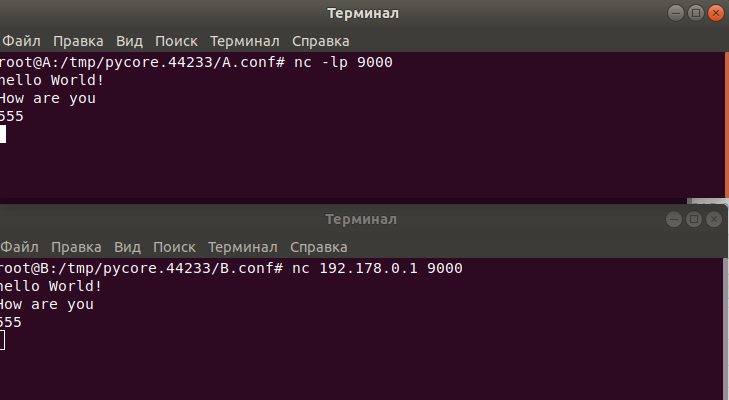 Терминал
Файл Правка Вид Поиск Терминал Справка
root@A:/tmp/pycore.44233/A.conf# nc -lp 9000
hello World!
How are you
555
Терминал
Файл Правка Вид Поиск Терминал Справка
root@B:/tmp/pycore.44233/B.conf# nc 192.178.0.1 9000
hello World!
How are you
555